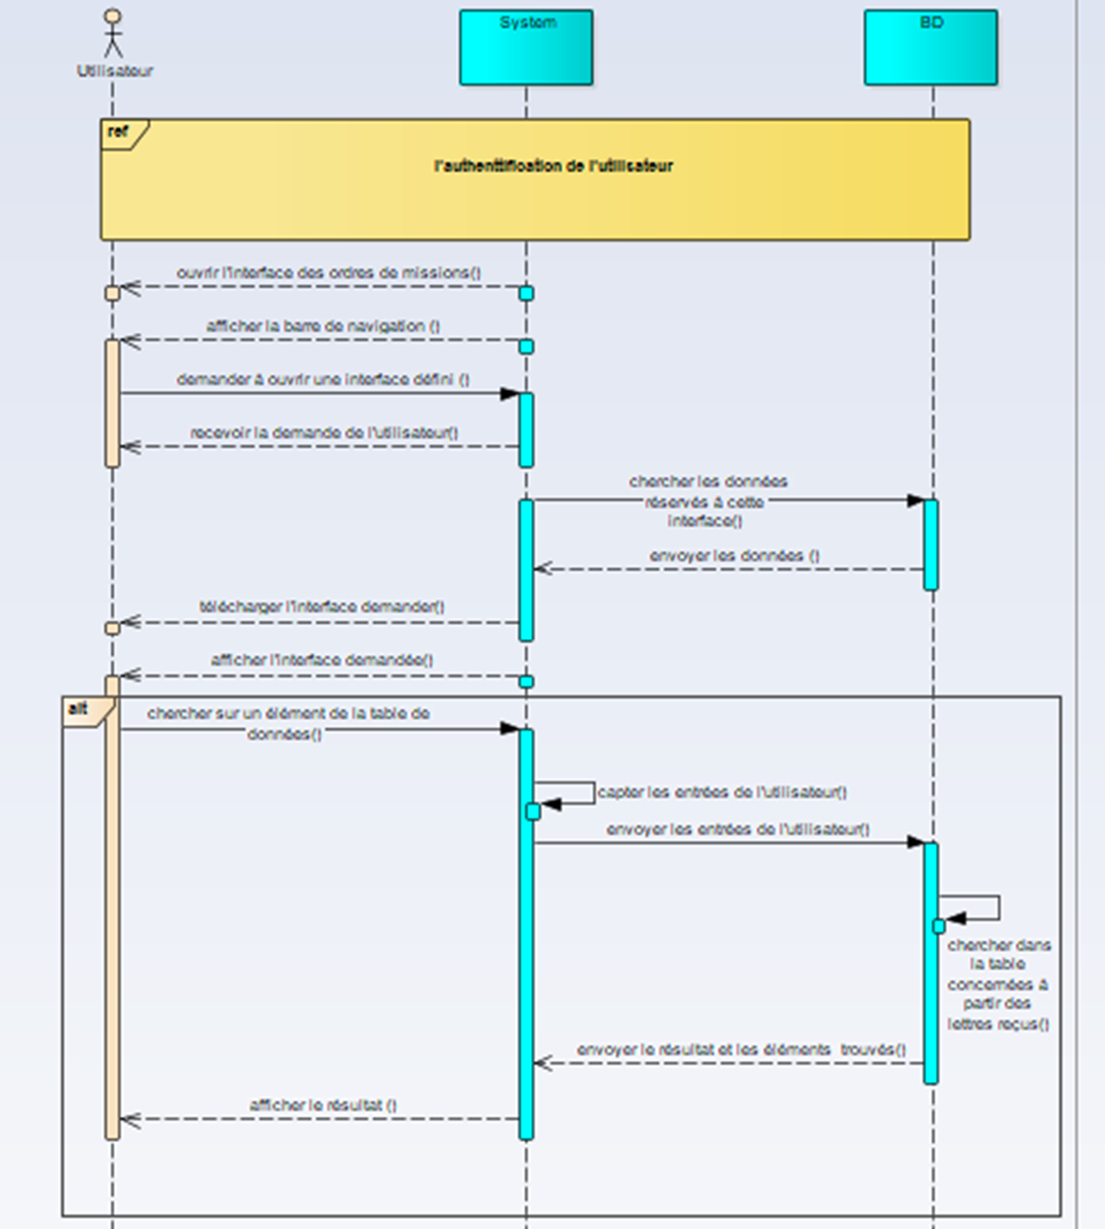 System
BD
Utilisateur
ref
l'authenttification de l'utilisateur
ouvrir l'interface des ordres de missions()
afficher la barre de navigation ()
demander à ouvrir une interface défini ()
recevoir la demande de l'utilisateur()
chercher les données
réservés à cette
interface()
envoyer les données ()
télécharger l'interface demander()
afficher l'interface demandée()
alt
chercher sur un élément de la table de
données()
capter les entrées de l'utilisateur()
envoyer les entrées de l'utilisateur()
chercher dans
la table
concernées à
partir des
lettres reçus()
envoyer le résultat et les éléments  trouvés()
afficher le résultat ()